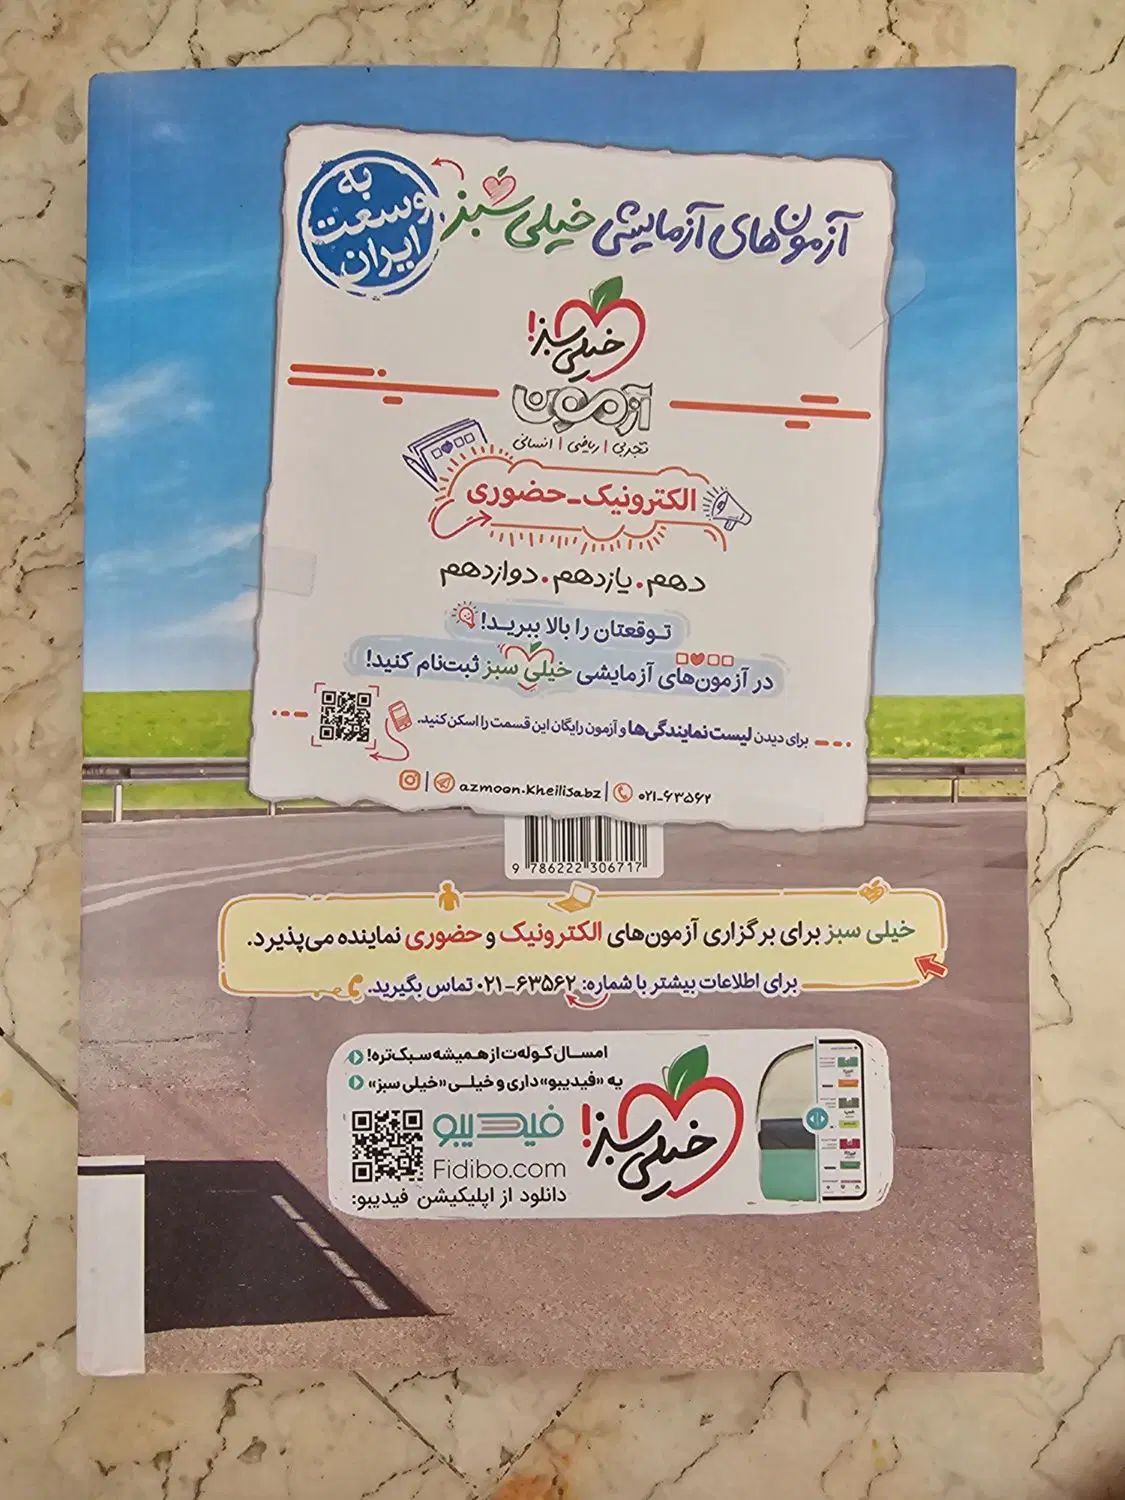 آزمون‌های آزمایشی خیلی سبز
به
وسعت
ایران
خیلی سبز!
آزمون
تجربی | ریاضی | انسانی
الکترونیک-حضوری
دهم. یازدهم. دوازدهم
توقعتان را بالا ببرید!
در آزمون‌های آزمایشی خیلی سبز ثبت‌نام کنید!
برای دیدن لیست نمایندگی‌ها و آزمون رایگان این قسمت را اسکن کنید.
azmoon.kheilisabz | ۰۲۱-۶۳۵۶۲
9 786222 306717
خیلی سبز برای برگزاری آزمون‌های الکترونیک و حضوری نماینده می‌پذیرد.
برای اطلاعات بیشتر با شماره: ۶۳۵۶۲-۰۲۱ تماس بگیرید.
امسال کوله‌ت از همیشه سبک‌تره!
یه «فیدیبو» داری و خیلی «خیلی سبز»
خیلی سبز!
فیدیبو
Fidibo.com
دانلود از اپلیکیشن فیدیبو: